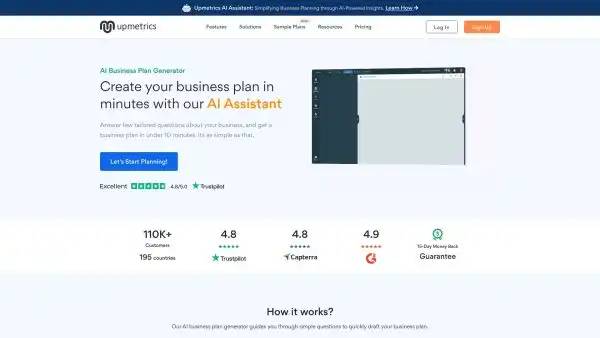 Upmetrics AI Assistant: Simplifying Business Planning through AI-Powered Insights. Learn How →
upmetrics
Features
Solutions
Sample Plans
Resources
Pricing
Log In
Sign Up
AI Business Plan Generator
Create your business plan in
minutes with our AI Assistant
Answer few tailored questions about your business, and get a
business plan in under 10 minutes. Its as simple as that.
Let's Start Planning!
Excellent 4.8/5.0 Trustpilot
110K+
Customers
195 countries
4.8
Trustpilot
4.8
Capterra
4.9
15-Day Money Back
Guarantee
How it works?
Our AI business plan generator guides you through simple questions to quickly draft your business plan.